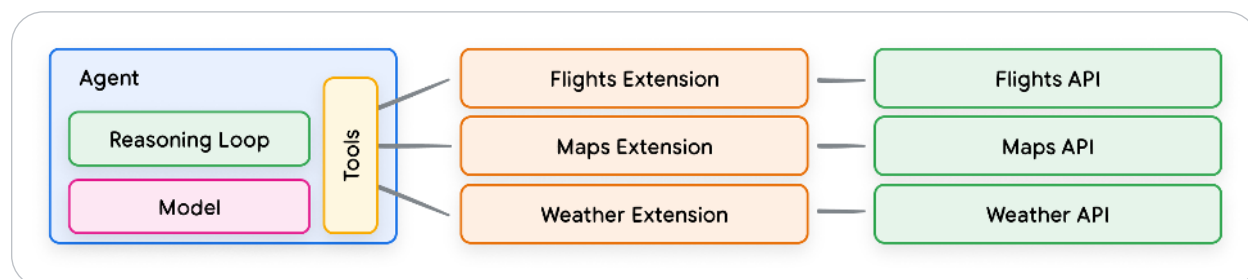 Agent
Reasoning Loop
Model
Tools
Flights Extension
Maps Extension
Weather Extension
Flights API
Maps API
Weather API